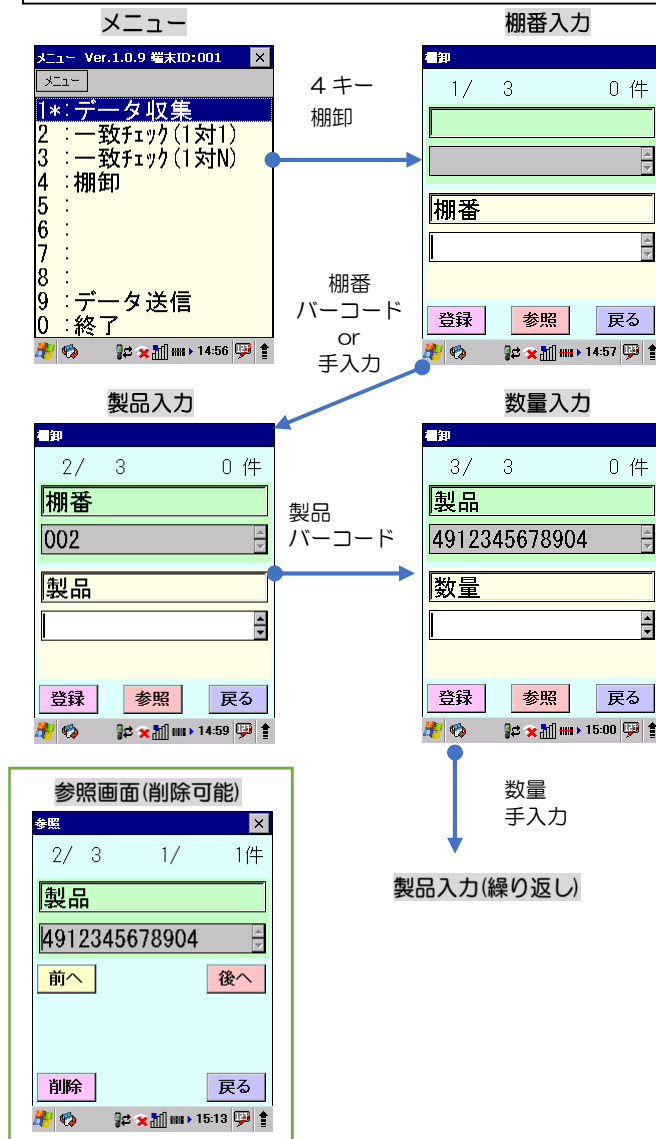 メニュー
メニュー Ver.1.0.9 端末ID:001
メニュー
1*:データ収集
2 :一致チェック(1対1)
3 :一致チェック(1対N)
4 :棚卸
5 :
6 :
7 :
8 :
9 :データ送信
0 :終了
14:56
4キー
棚卸
棚番入力
棚卸
1/ 3 0 件
棚番
登録 参照 戻る
14:57
棚番
バーコード
or
手入力
製品入力
棚卸
2/ 3 0 件
棚番
002
製品
登録 参照 戻る
14:59
製品
バーコード
数量入力
棚卸
3/ 3 0 件
製品
4912345678904
数量
登録 参照 戻る
15:00
数量
手入力
製品入力(繰り返し)
参照画面(削除可能)
参照
2/ 3 1/ 1件
製品
4912345678904
前へ 後へ
削除 戻る
15:13